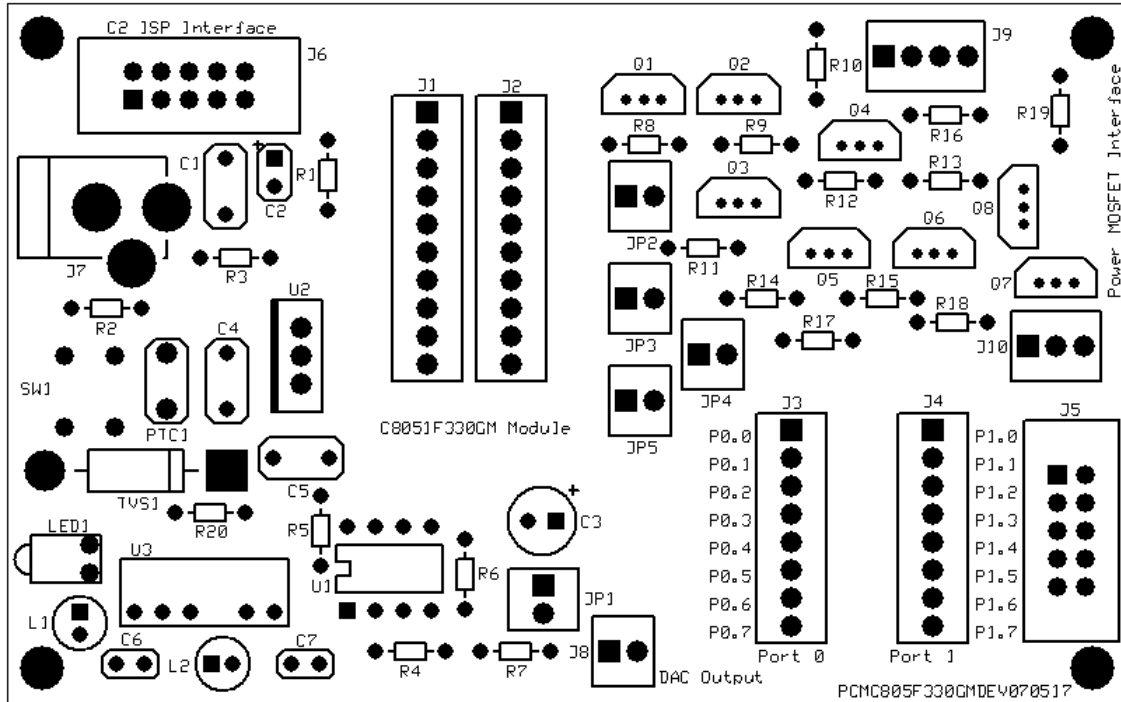 C2 ISP Interface
J6
J1
J2
Q1
Q2
R10
J9
R8
R9
Q4
R16
R19
C1
+
C2
R1
Q3
R12
R13
Q8
Power MOSFET Interface
J7
R3
JP2
R11
Q5
Q6
Q7
R2
C4
U2
JP3
R14
R15
R18
R17
J10
SW1
PTC1
JP4
JP5
C8051F330GM Module
J3
J4
J5
P0.0
P0.1
P0.2
P0.3
P0.4
P0.5
P0.6
P0.7
P1.0
P1.1
P1.2
P1.3
P1.4
P1.5
P1.6
P1.7
TVS1
C5
R20
R5
+
C3
LED1
U3
U1
R6
JP1
L1
C6
L2
C7
R4
R7
J8
DAC Output
Port 0
Port 1
PCMC805F330GMDEV070517